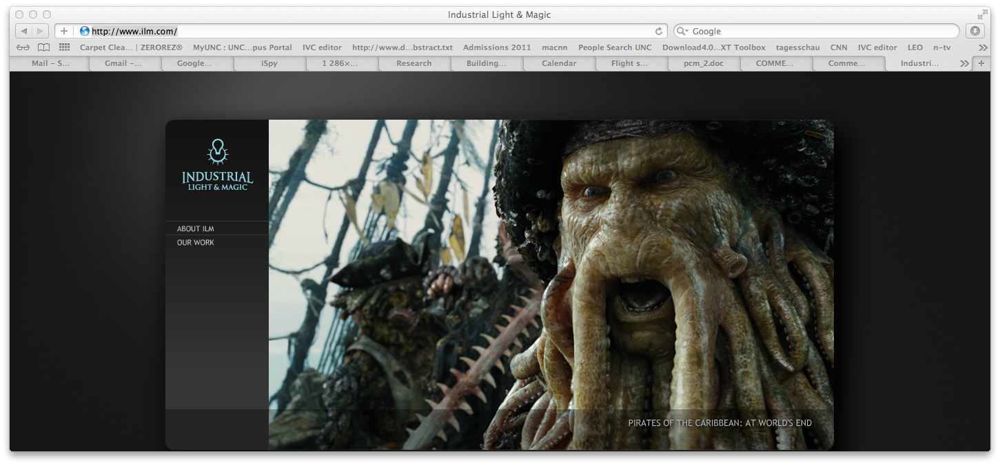 Industrial Light & Magic
http://www.ilm.com/
Google
Carpet Clea... | ZEROREZ® MyUNC : UNC...pus Portal IVC editor http://www.d...bstract.txt Admissions 2011 macnn People Search UNC Download4.0...XT Toolbox tagesschau CNN IVC editor LEO n-tv
Mail – S... Gmail –... Google... iSpy 1 286×... Research Building... Calendar Flight s... pcm_2.doc COMME... Comme... Industri...
INDUSTRIAL
LIGHT & MAGIC
ABOUT ILM
OUR WORK
PIRATES OF THE CARIBBEAN: AT WORLD'S END